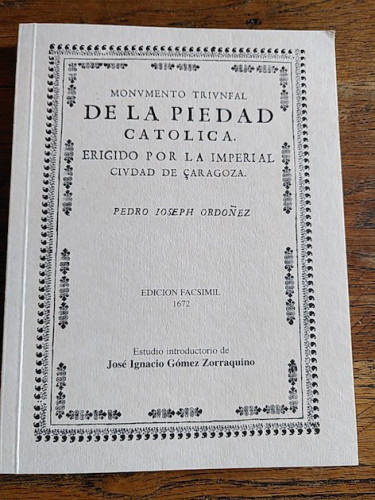 MONVMENTO TRIVNFAL
DE LA PIEDAD
CATOLICA.
ERIGIDO POR LA IMPERIAL
CIVDAD DE ÇARAGOZA.
PEDRO IOSEPH ORDOÑEZ
EDICION FACSIMIL
1672
Estudio introductorio de
José Ignacio Gómez Zorraquino